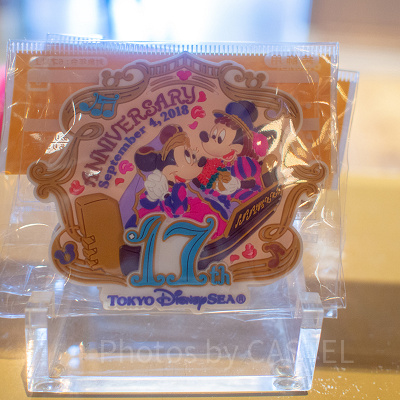 ANNIVERSARY
September 4, 2018
17th
TOKYO DisneySEA®
Photos by CASTEL